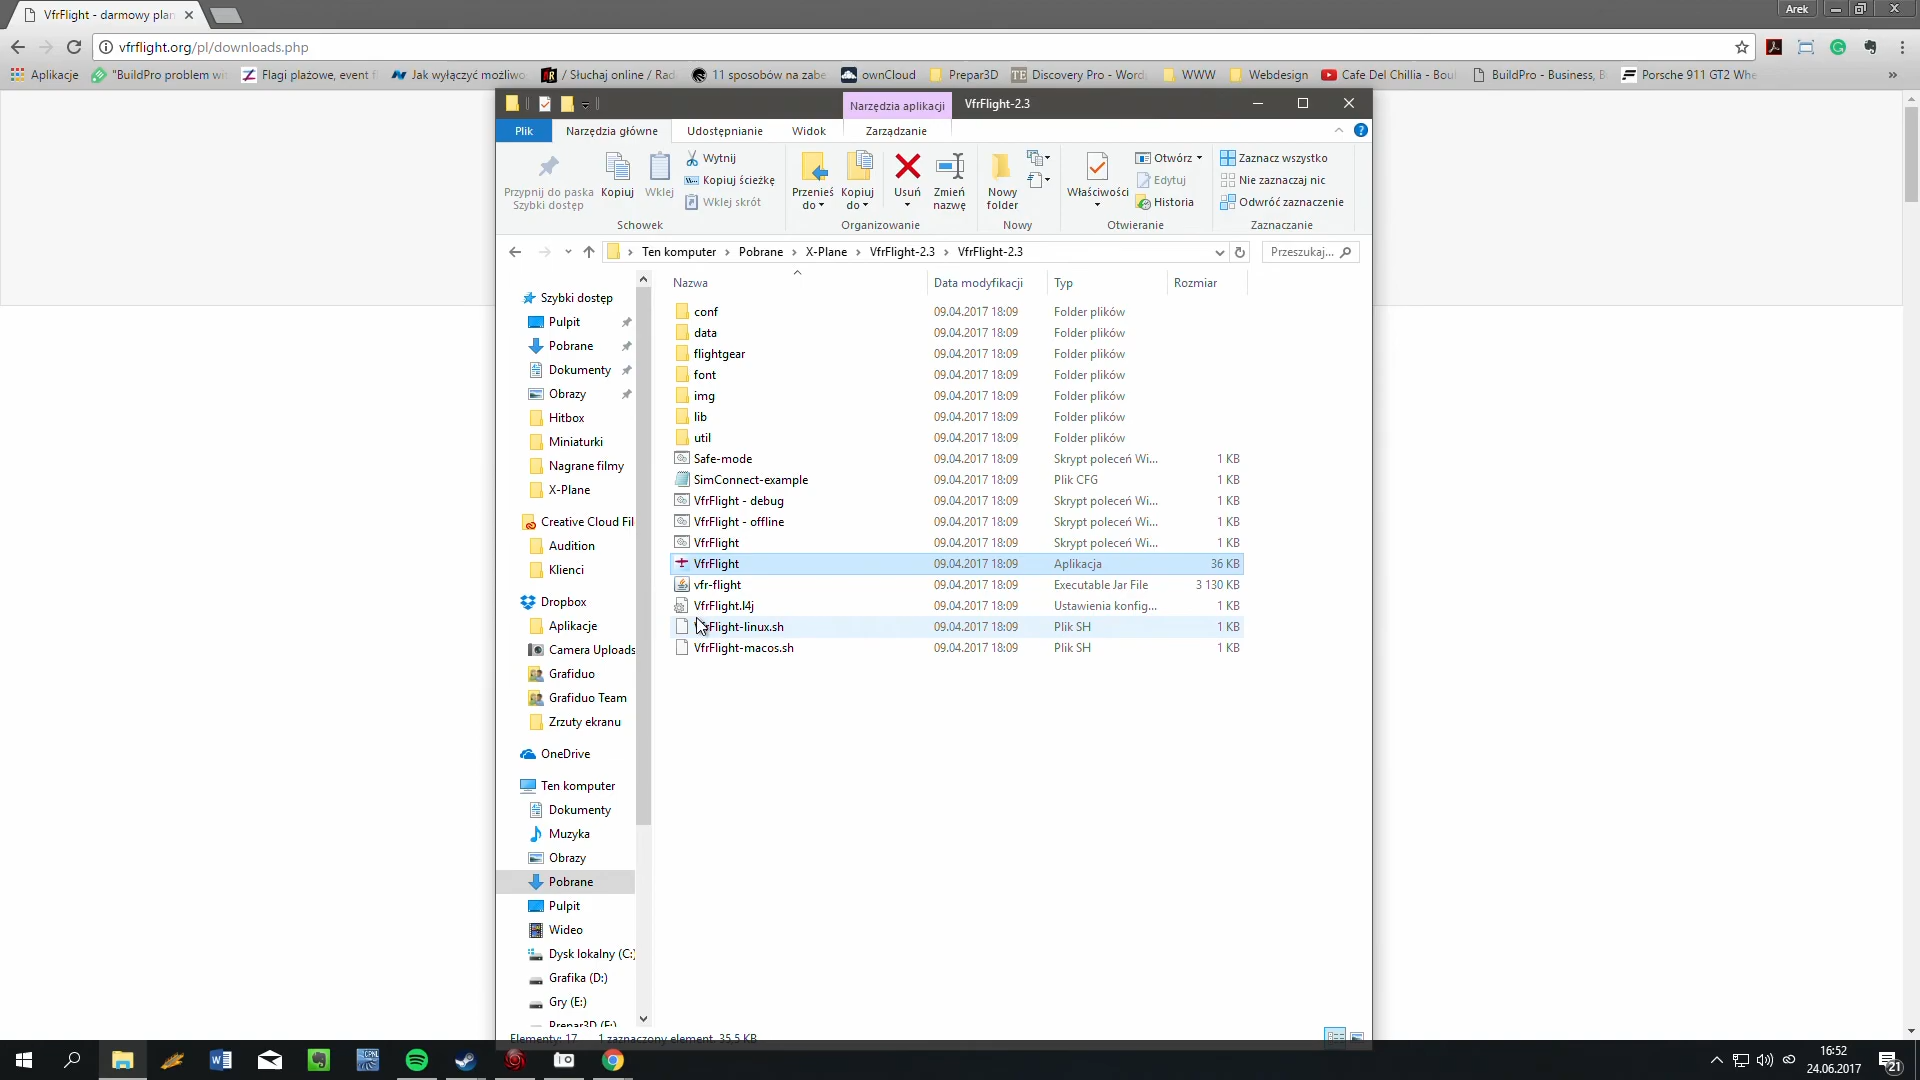 VfrFlight - darmowy plan
Arek
vfrflight.org/pl/downloads.php
Aplikacje
"BuildPro problem wi
Flagi plażowe, event f
Jak wyłączyć możliwo
/ Słuchaj online / Rad
11 sposobów na zabe
ownCloud
Prepar3D
Discovery Pro - Word
WWW
Webdesign
Cafe Del Chillia - Boul
BuildPro - Business, B
Porsche 911 GT2 Whe
Narzędzia aplikacji
VfrFlight-2.3
Plik
Narzędzia główne
Udostępnianie
Widok
Zarządzanie
Przypnij do paska
Szybki dostęp
Kopiuj
Wklej
Wytnij
Kopiuj ścieżkę
Wklej skrót
Schowek
Przenieś
do
Kopiuj
do
Usuń
Zmień
nazwę
Organizowanie
Nowy
folder
Nowy
Właściwości
Otwórz
Edytuj
Historia
Otwieranie
Zaznacz wszystko
Nie zaznaczaj nic
Odwróć zaznaczenie
Zaznaczanie
Ten komputer
Pobrane
X-Plane
VfrFlight-2.3
VfrFlight-2.3
Przeszukaj...
Szybki dostęp
Pulpit
Pobrane
Dokumenty
Obrazy
Hitbox
Miniaturki
Nagrane filmy
X-Plane
Creative Cloud Fil
Audition
Klienci
Dropbox
Aplikacje
Camera Uploads
Grafiduo
Grafiduo Team
Zrzuty ekranu
OneDrive
Ten komputer
Dokumenty
Muzyka
Obrazy
Pobrane
Pulpit
Wideo
Dysk lokalny (C:)
Grafika (D:)
Gry (E:)
Prepar3D (F:)
Nazwa Data modyfikacji Typ Rozmiar
conf 09.04.2017 18:09 Folder plików
data 09.04.2017 18:09 Folder plików
flightgear 09.04.2017 18:09 Folder plików
font 09.04.2017 18:09 Folder plików
img 09.04.2017 18:09 Folder plików
lib 09.04.2017 18:09 Folder plików
util 09.04.2017 18:09 Folder plików
Safe-mode 09.04.2017 18:09 Skrypt poleceń Wi... 1 KB
SimConnect-example 09.04.2017 18:09 Plik CFG 1 KB
VfrFlight - debug 09.04.2017 18:09 Skrypt poleceń Wi... 1 KB
VfrFlight - offline 09.04.2017 18:09 Skrypt poleceń Wi... 1 KB
VfrFlight 09.04.2017 18:09 Skrypt poleceń Wi... 1 KB
VfrFlight 09.04.2017 18:09 Aplikacja 36 KB
vfr-flight 09.04.2017 18:09 Executable Jar File 3 130 KB
VfrFlight.l4j 09.04.2017 18:09 Ustawienia konfig... 1 KB
VfrFlight-linux.sh 09.04.2017 18:09 Plik SH 1 KB
VfrFlight-macos.sh 09.04.2017 18:09 Plik SH 1 KB
Elementy: 17 1 zaznaczony element. 35,5 KB
16:52
24.06.2017
21